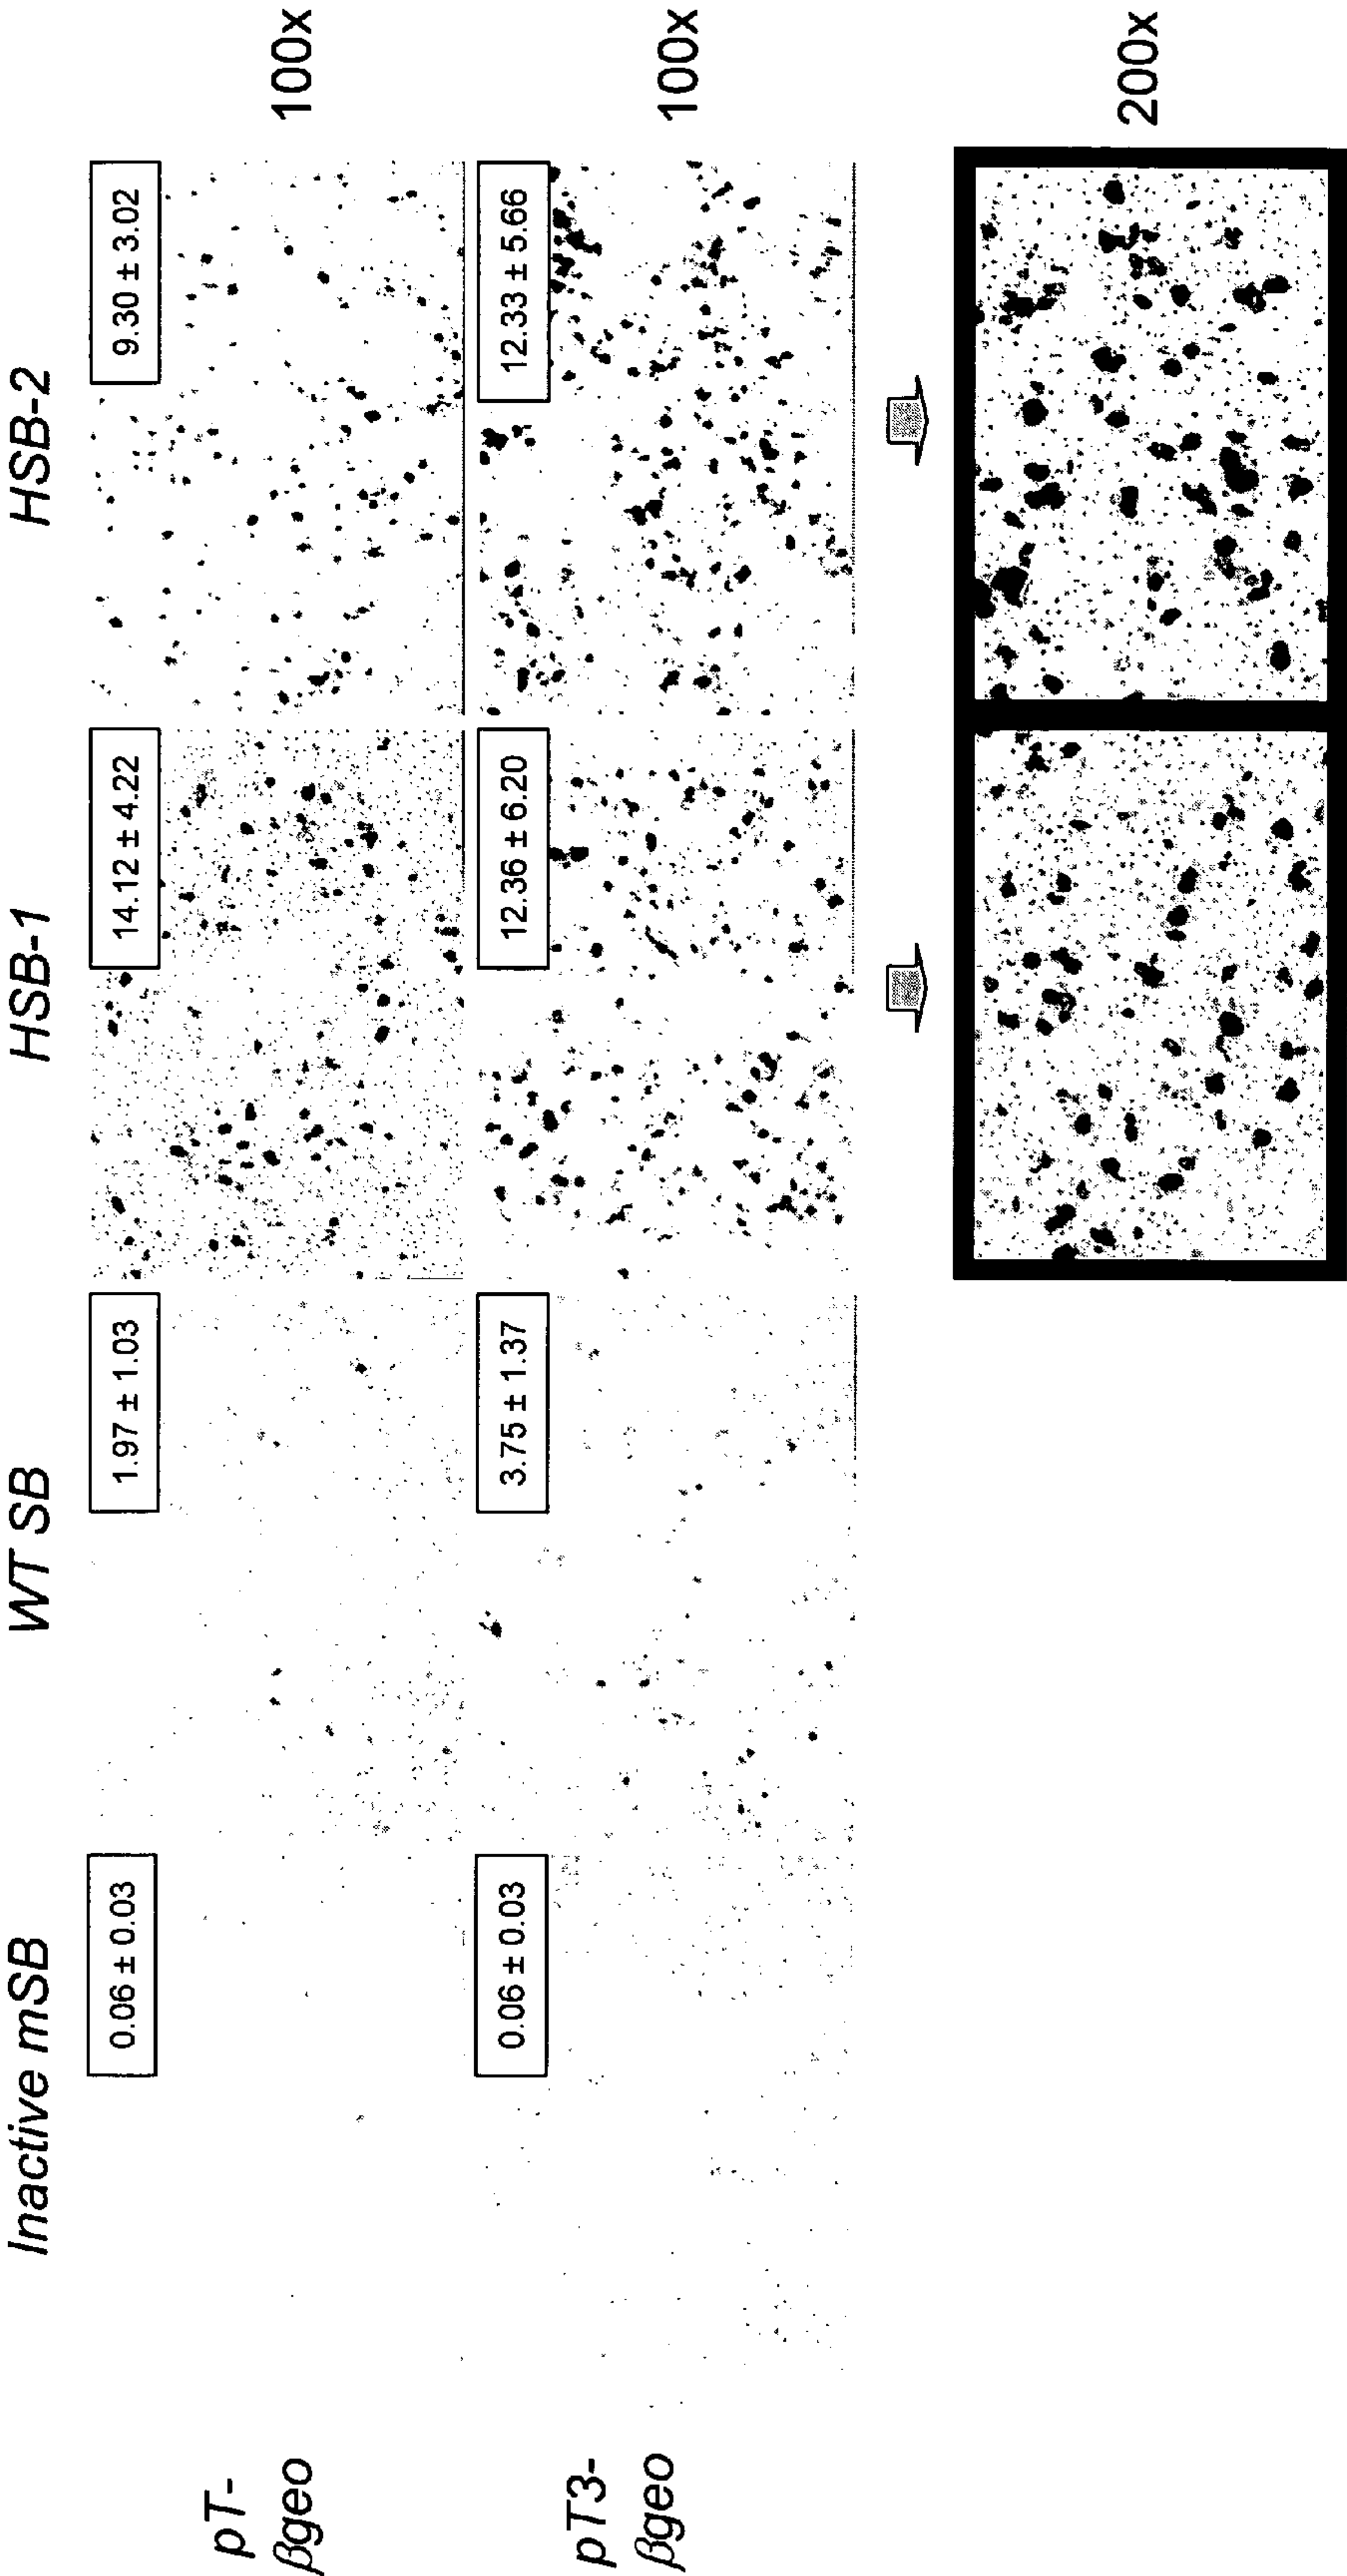 Inactive mSB
WT SB
HSB-1
HSB-2
pT-
βgeo
0.06 ± 0.03
1.97 ± 1.03
14.12 ± 4.22
9.30 ± 3.02
100x
pT3-
βgeo
0.06 ± 0.03
3.75 ± 1.37
12.36 ± 6.20
12.33 ± 5.66
100x
200x